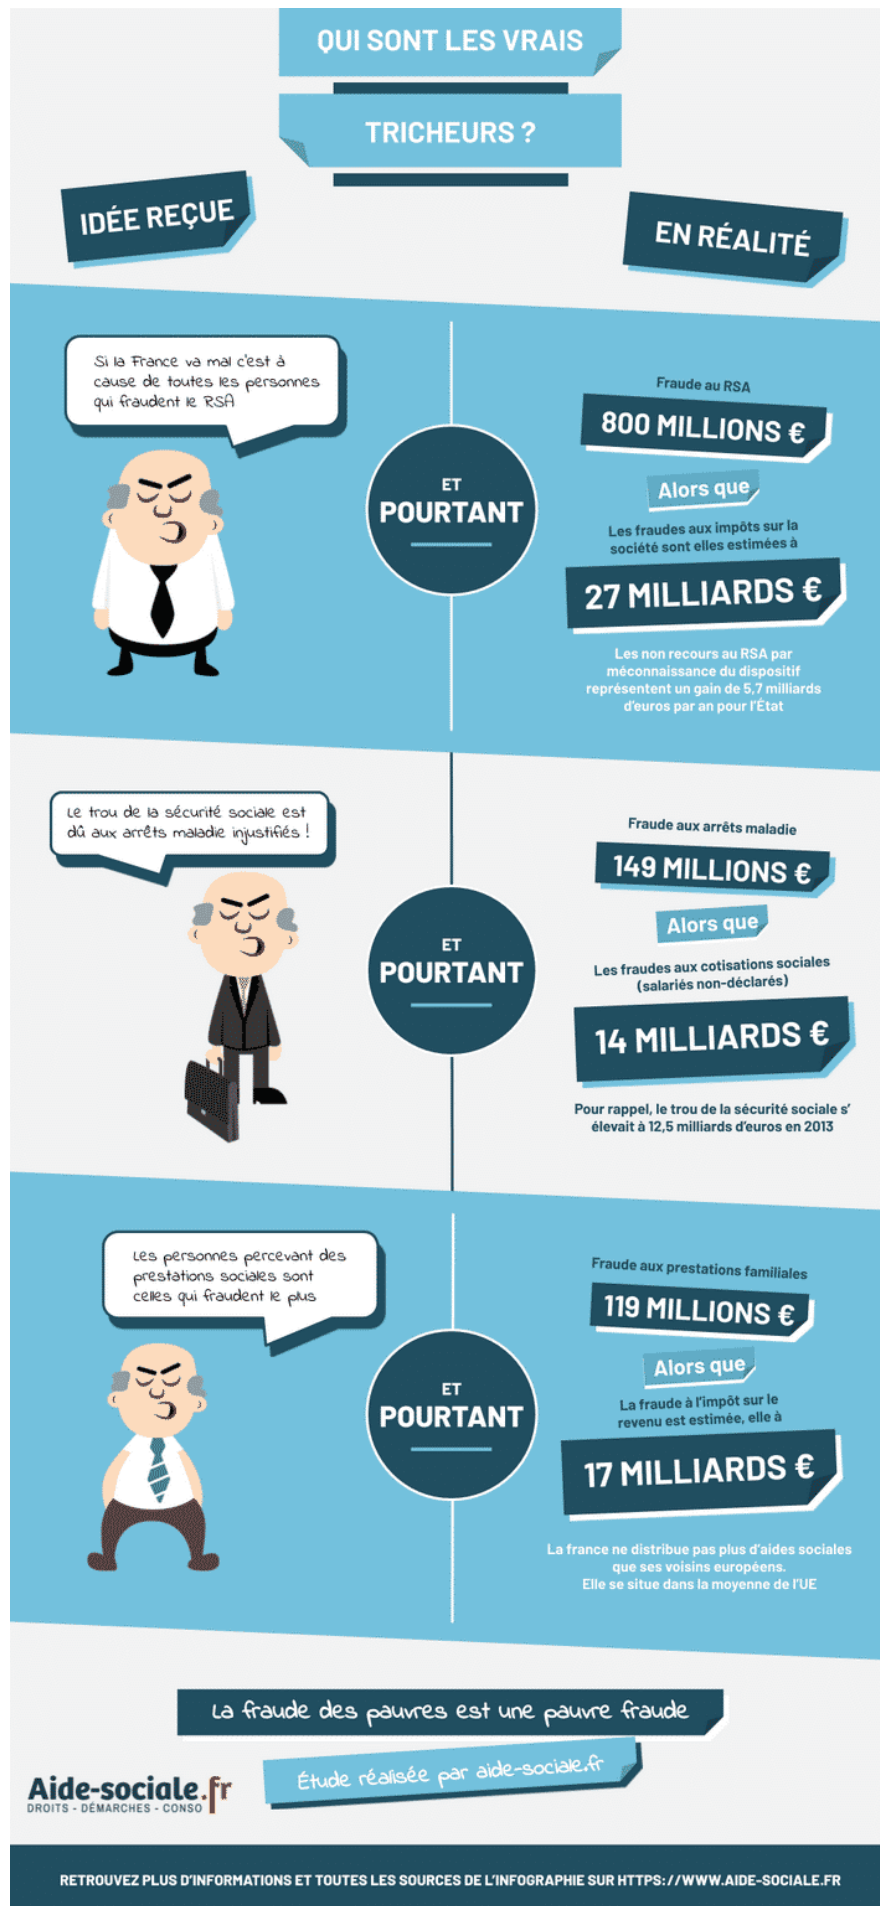 QUI SONT LES VRAIS
TRICHEURS ?
IDÉE REÇUE
EN RÉALITÉ
Si la France va mal c'est à
cause de toutes les personnes
qui fraudent le RSA
ET
POURTANT
Fraude au RSA
800 MILLIONS €
Alors que
Les fraudes aux impôts sur la
société sont elles estimées à
27 MILLIARDS €
Les non recours au RSA par
méconnaissance du dispositif
représentent un gain de 5,7 milliards
d'euros par an pour l'État
Le trou de la sécurité sociale est
dû aux arrêts maladie injustifiés !
ET
POURTANT
Fraude aux arrêts maladie
149 MILLIONS €
Alors que
Les fraudes aux cotisations sociales
(salariés non-déclarés)
14 MILLIARDS €
Pour rappel, le trou de la sécurité sociale s'
élevait à 12,5 milliards d'euros en 2013
Les personnes percevant des
prestations sociales sont
celles qui fraudent le plus
ET
POURTANT
Fraude aux prestations familiales
119 MILLIONS €
Alors que
La fraude à l'impôt sur le
revenu est estimée, elle à
17 MILLIARDS €
La france ne distribue pas plus d'aides sociales
que ses voisins européens.
Elle se situe dans la moyenne de l'UE
La fraude des pauvres est une pauvre fraude
Étude réalisée par aide-sociale.fr
Aide-sociale.fr
DROITS - DÉMARCHES - CONSO
RETROUVEZ PLUS D'INFORMATIONS ET TOUTES LES SOURCES DE L'INFOGRAPHIE SUR HTTPS://WWW.AIDE-SOCIALE.FR